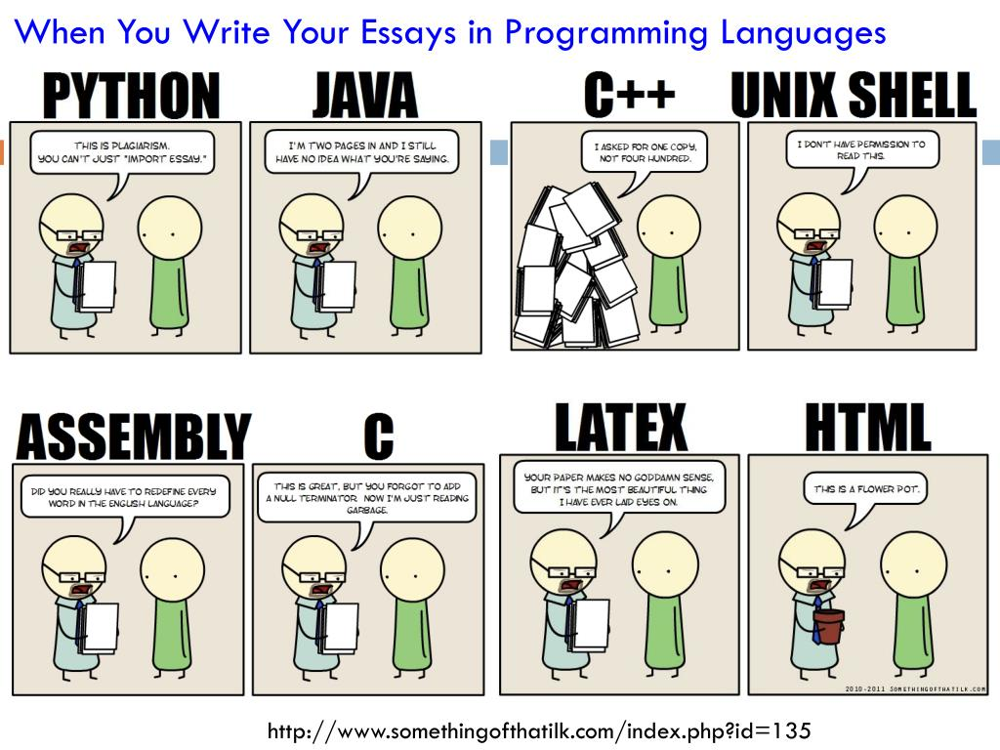 When You Write Your Essays in Programming Languages
PYTHON
THIS IS PLAGIARISM.
YOU CAN'T JUST "IMPORT ESSAY."
JAVA
I'M TWO PAGES IN AND I STILL
HAVE NO IDEA WHAT YOU'RE SAYING.
C++
I ASKED FOR ONE COPY,
NOT FOUR HUNDRED.
UNIX SHELL
I DON'T HAVE PERMISSION TO
READ THIS.
ASSEMBLY
DID YOU REALLY HAVE TO REDEFINE EVERY
WORD IN THE ENGLISH LANGUAGE?
C
THIS IS GREAT, BUT YOU FORGOT TO ADD
A NULL TERMINATOR. NOW I'M JUST READING
GARBAGE.
LATEX
YOUR PAPER MAKES NO GODDAMN SENSE,
BUT IT'S THE MOST BEAUTIFUL THING
I HAVE EVER LAID EYES ON.
HTML
THIS IS A FLOWER POT.
2010-2011 SOMETHINGOFTHATILK.COM
http://www.somethingofthatilk.com/index.php?id=135